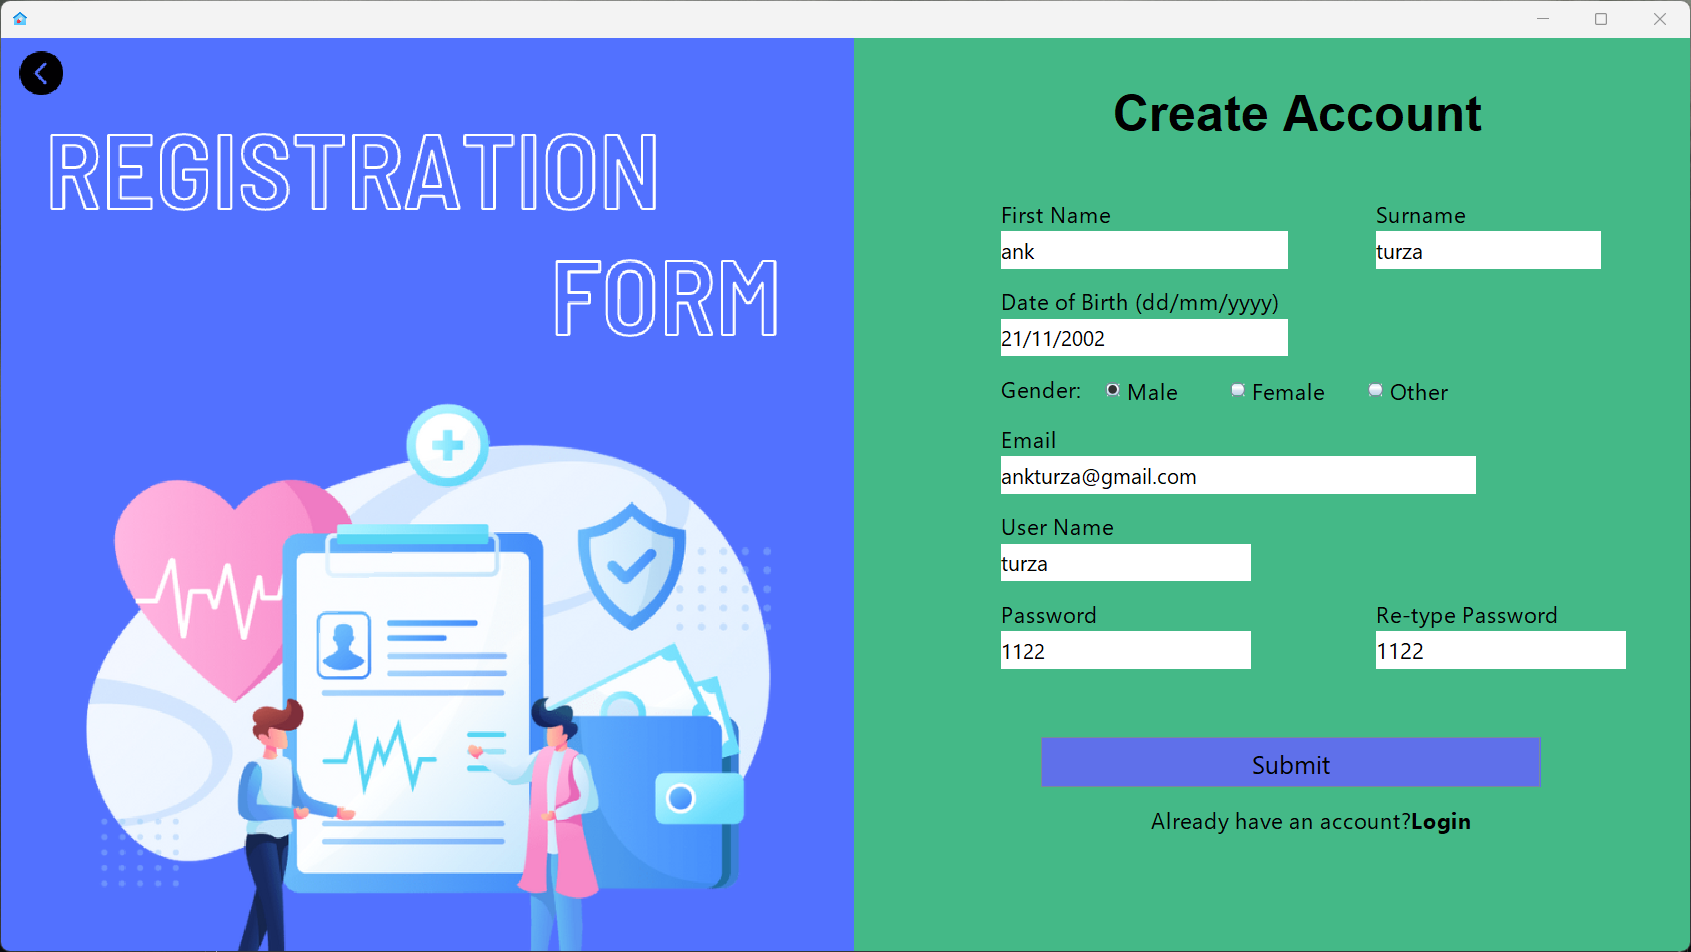 REGISTRATION
FORM
Create Account
First Name
Surname
ank
turza
Date of Birth (dd/mm/yyyy)
21/11/2002
Gender: Male Female Other
Email
ankturza@gmail.com
User Name
turza
Password
Re-type Password
1122
1122
Submit
Already have an account?Login